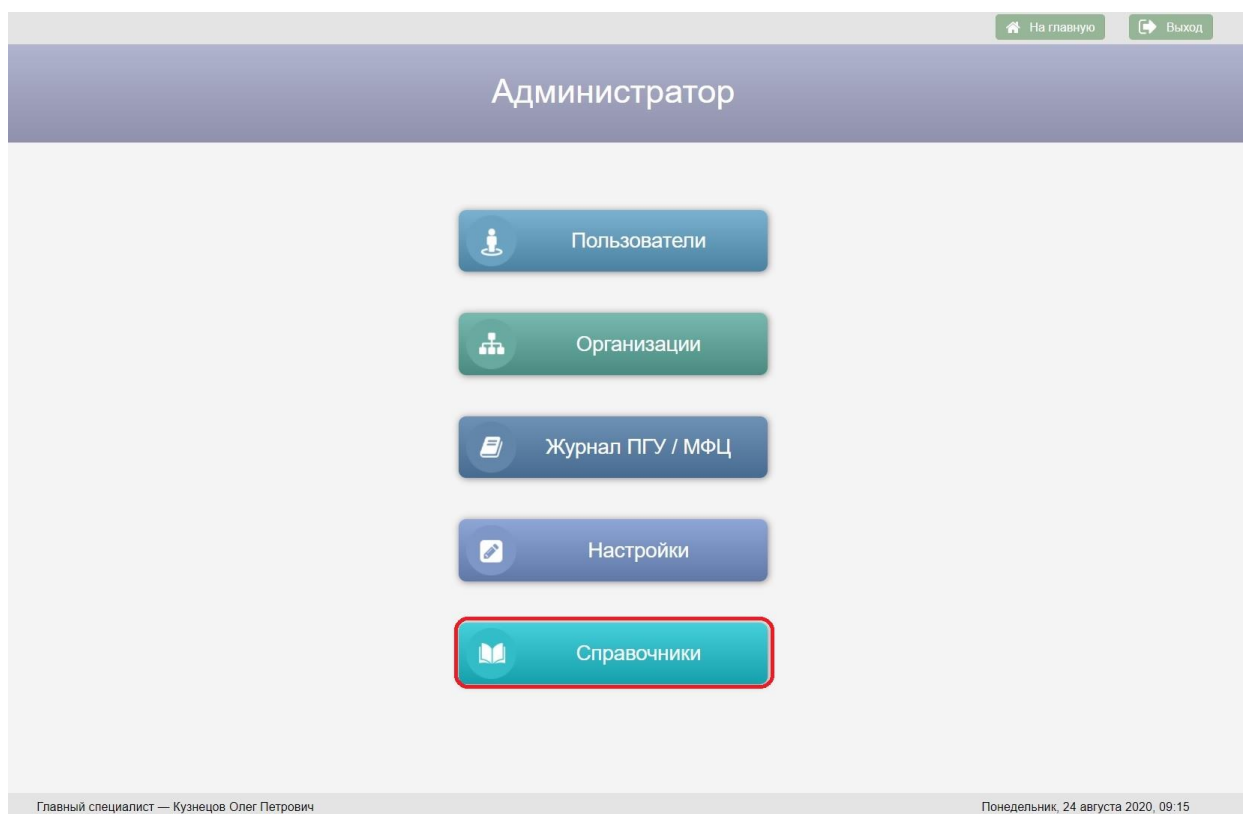 На главную
Выход
Администратор
Пользователи
Организации
Журнал ПГУ / МФЦ
Настройки
Справочники
Главный специалист — Кузнецов Олег Петрович
Понедельник, 24 августа 2020, 09:15